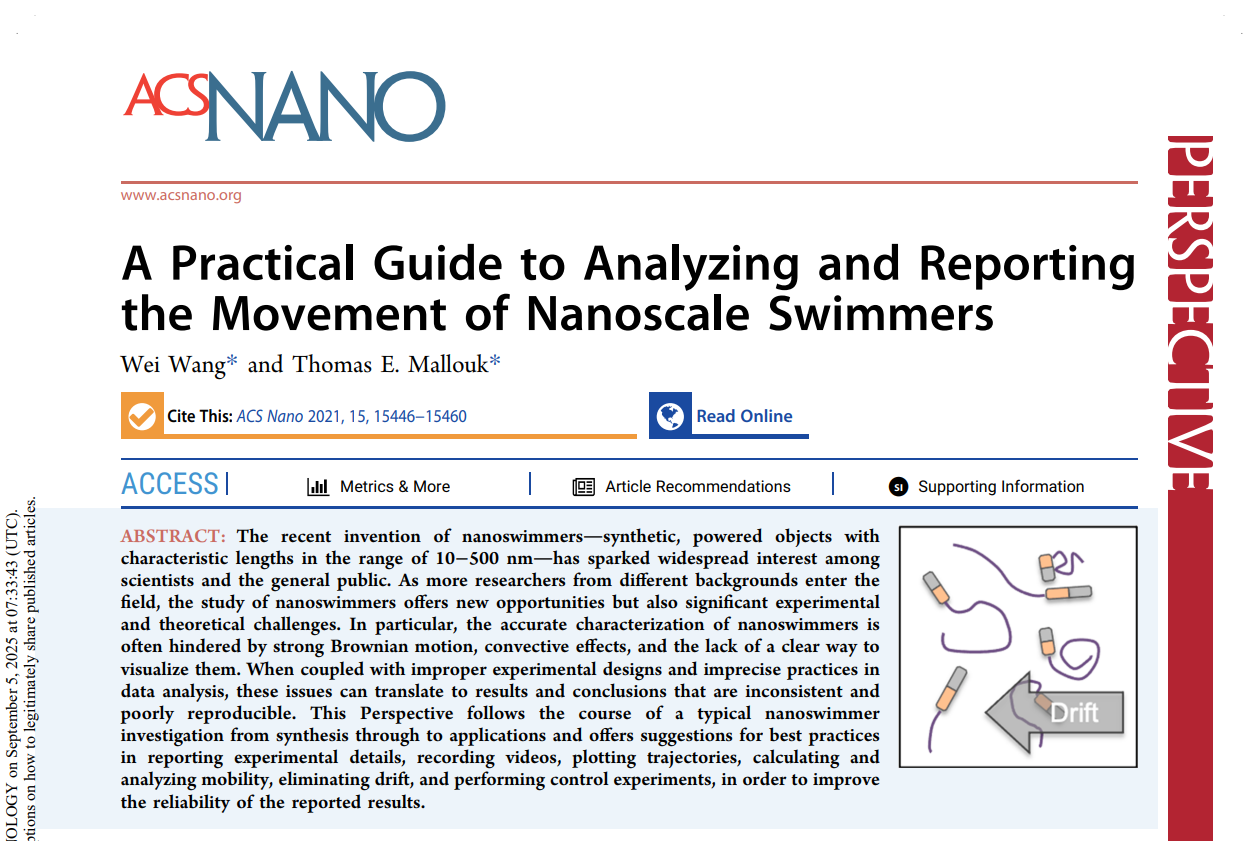 ACSNANO
www.acsnano.org
A Practical Guide to Analyzing and Reporting
the Movement of Nanoscale Swimmers
Wei Wang* and Thomas E. Mallouk*
Cite This: ACS Nano 2021, 15, 15446−15460
Read Online
ACCESS
Metrics & More
Article Recommendations
SI
Supporting Information
ABSTRACT: The recent invention of nanoswimmers—synthetic, powered objects with
characteristic lengths in the range of 10−500 nm—has sparked widespread interest among
scientists and the general public. As more researchers from different backgrounds enter the
field, the study of nanoswimmers offers new opportunities but also significant experimental
and theoretical challenges. In particular, the accurate characterization of nanoswimmers is
often hindered by strong Brownian motion, convective effects, and the lack of a clear way to
visualize them. When coupled with improper experimental designs and imprecise practices in
data analysis, these issues can translate to results and conclusions that are inconsistent and
poorly reproducible. This Perspective follows the course of a typical nanoswimmer
investigation from synthesis through to applications and offers suggestions for best practices
in reporting experimental details, recording videos, plotting trajectories, calculating and
analyzing mobility, eliminating drift, and performing control experiments, in order to improve
the reliability of the reported results.
Drift
PERSPECTIVE
NOLOGY on September 5, 2025 at 07:33:43 (UTC).
ptions on how to legitimately share published articles.